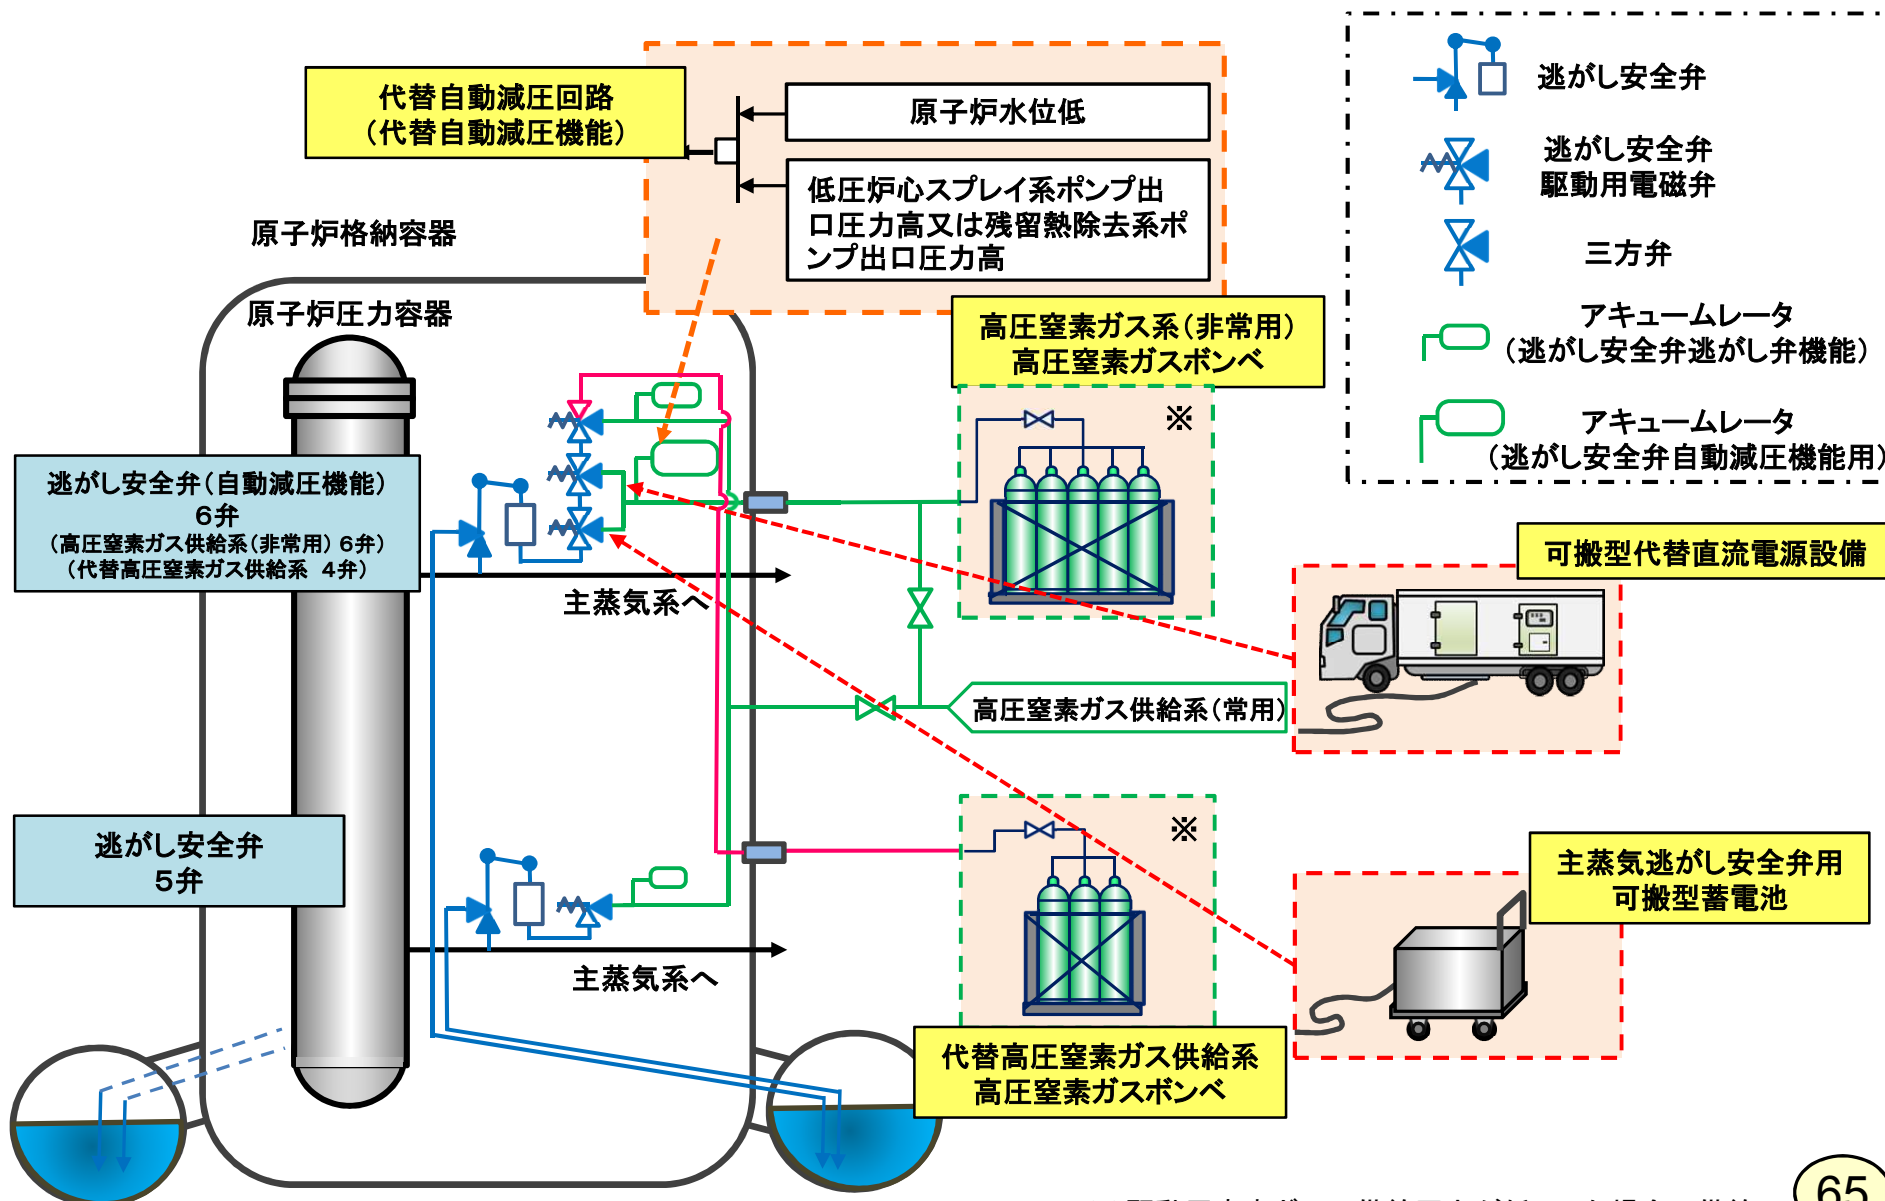 代替自動減圧回路
（代替自動減圧機能）
原子炉水位低
低圧炉心スプレイ系ポンプ出
口圧力高又は残留熱除去系ポ
ンプ出口圧力高
逃がし安全弁
逃がし安全弁
駆動用電磁弁
三方弁
アキュームレータ
（逃がし安全弁逃がし弁機能）
アキュームレータ
（逃がし安全弁自動減圧機能用）
原子炉格納容器
原子炉圧力容器
高圧窒素ガス系（非常用）
高圧窒素ガスボンベ
※
逃がし安全弁（自動減圧機能）
６弁
（高圧窒素ガス供給系（非常用）６弁）
（代替高圧窒素ガス供給系　４弁）
主蒸気系へ
可搬型代替直流電源設備
高圧窒素ガス供給系（常用）
※
逃がし安全弁
５弁
主蒸気系へ
主蒸気逃がし安全弁用
可搬型蓄電池
代替高圧窒素ガス供給系
高圧窒素ガスボンベ
65